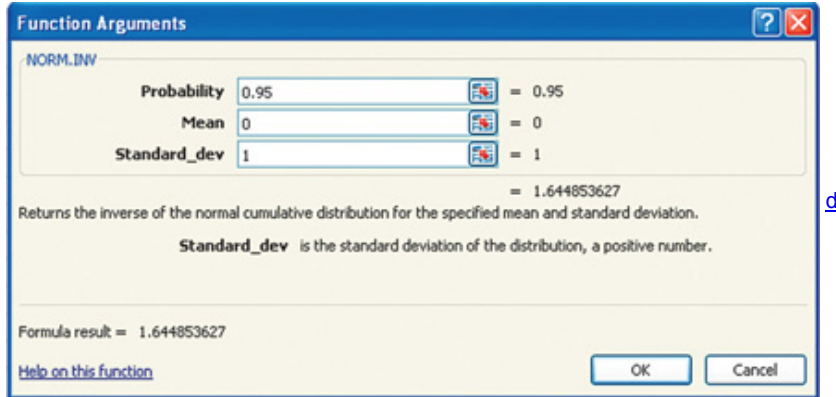 Function Arguments
NORM.INV
Probability 0.95 = 0.95
Mean 0 = 0
Standard_dev 1 = 1
= 1.644853627
Returns the inverse of the normal cumulative distribution for the specified mean and standard deviation.
d
Standard_dev is the standard deviation of the distribution, a positive number.
Formula result = 1.644853627
Help on this function OK Cancel